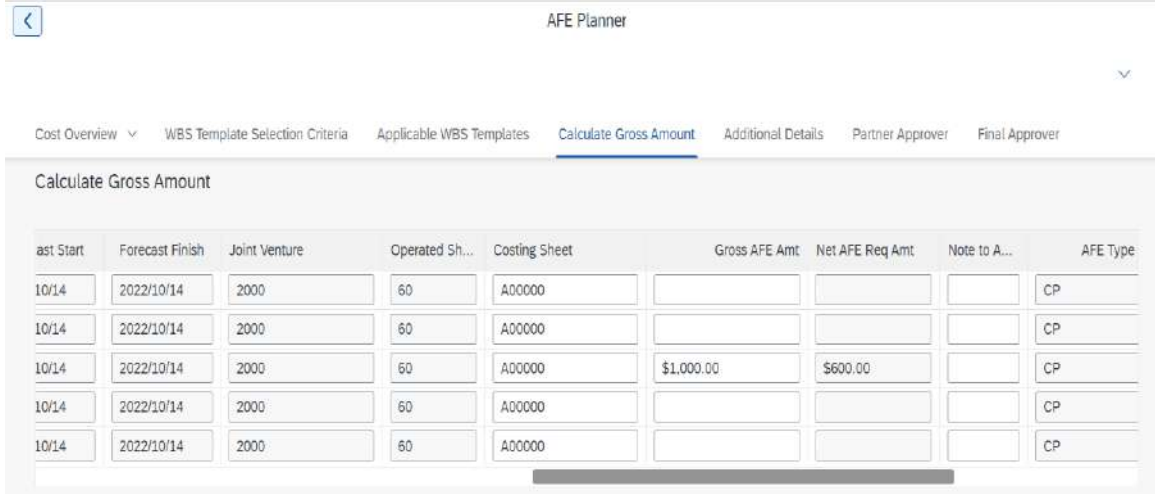 AFE Planner
Cost Overview WBS Template Selection Criteria Applicable WBS Templates Calculate Gross Amount Additional Details Partner Approver Final Approver
Calculate Gross Amount
ast Start Forecast Finish Joint Venture Operated Sh... Costing Sheet Gross AFE Amt Net AFE Req Amt Note to A... AFE Type
10/14 2022/10/14 2000 60 A00000 CP
10/14 2022/10/14 2000 60 A00000 CP
10/14 2022/10/14 2000 60 A00000 $1,000.00 $600.00 CP
10/14 2022/10/14 2000 60 A00000 CP
10/14 2022/10/14 2000 60 A00000 CP